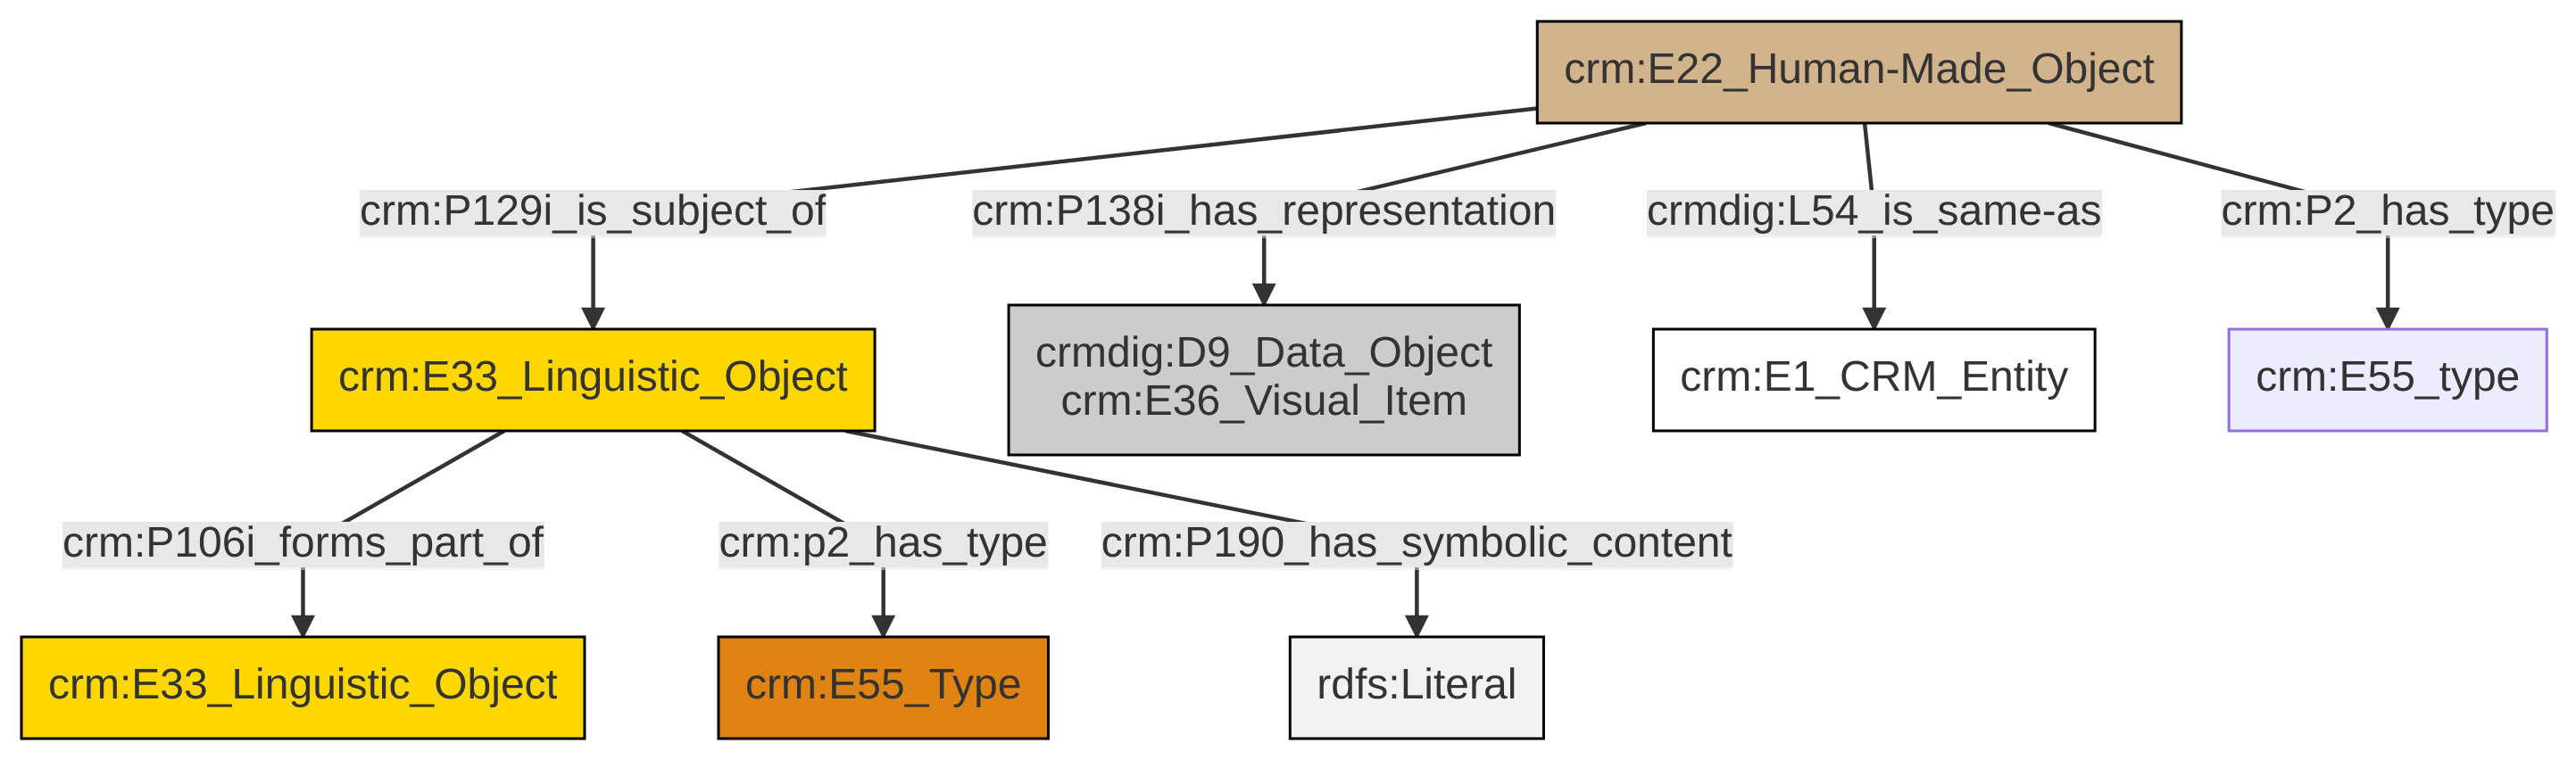 crm:E22_Human-Made_Object
crm:P129i_is_subject_of
crm:P138i_has_representation
crmdig:L54_is_same-as
crm:P2_has_type
crm:E33_Linguistic_Object
crmdig:D9_Data_Object
crm:E36_Visual_Item
crm:E1_CRM_Entity
crm:E55_type
crm:P106i_forms_part_of
crm:p2_has_type
crm:P190_has_symbolic_content
crm:E33_Linguistic_Object
crm:E55_Type
rdfs:Literal